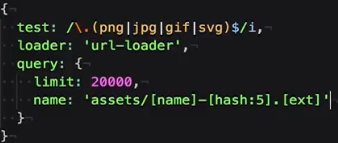 {
test: /\.(png|jpg|gif|svg)$/i,
loader: 'url-loader',
query: {
limit: 20000,
name: 'assets/[name]-[hash:5].[ext]'
}
}